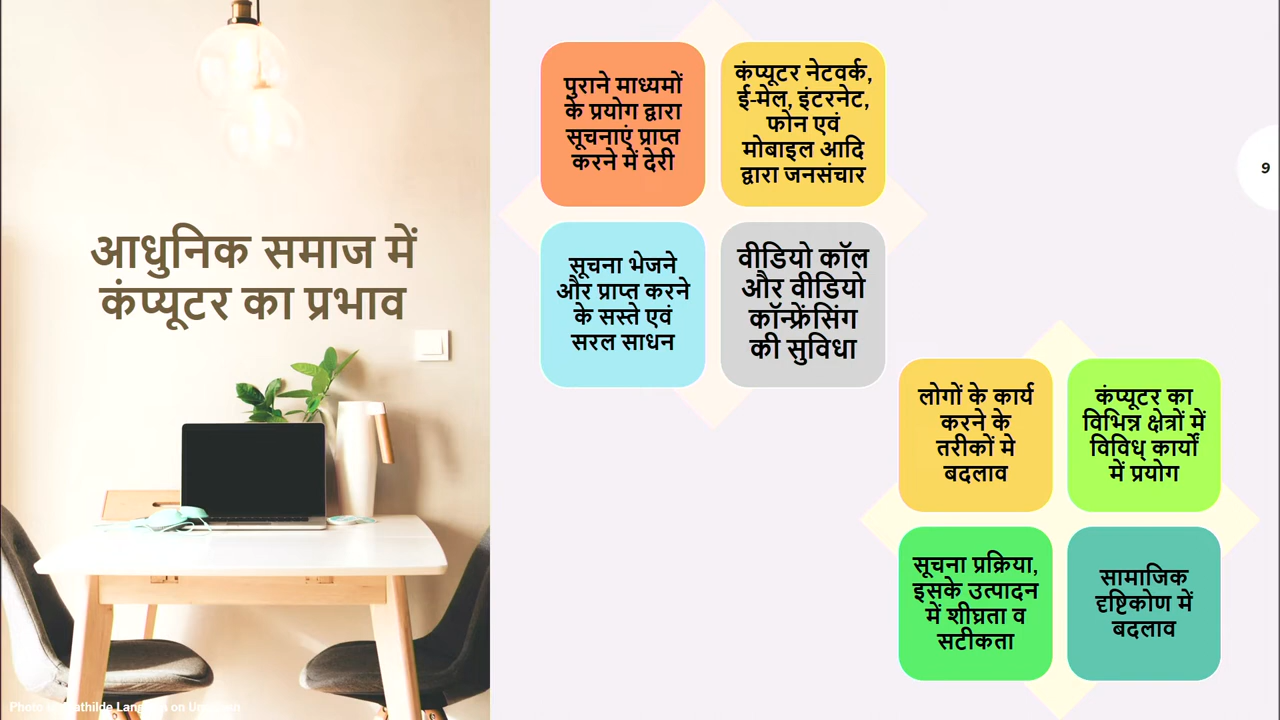 आधुनिक समाज में
कंप्यूटर का प्रभाव
पुराने माध्यमों
के प्रयोग द्वारा
सूचनाएं प्राप्त
करने में देरी
कंप्यूटर नेटवर्क,
ई-मेल, इंटरनेट,
फोन एवं
मोबाइल आदि
द्वारा जनसंचार
सूचना भेजने
और प्राप्त करने
के सस्ते एवं
सरल साधन
वीडियो कॉल
और वीडियो
कॉन्फ्रेंसिंग
की सुविधा
9
लोगों के कार्य
करने के
तरीकों मे
बदलाव
कंप्यूटर का
विभिन्न क्षेत्रों में
विविध् कार्यों
में प्रयोग
सूचना प्रक्रिया,
इसके उत्पादन
में शीघ्रता व
सटीकता
सामाजिक
दृष्टिकोण में
बदलाव
Photo on